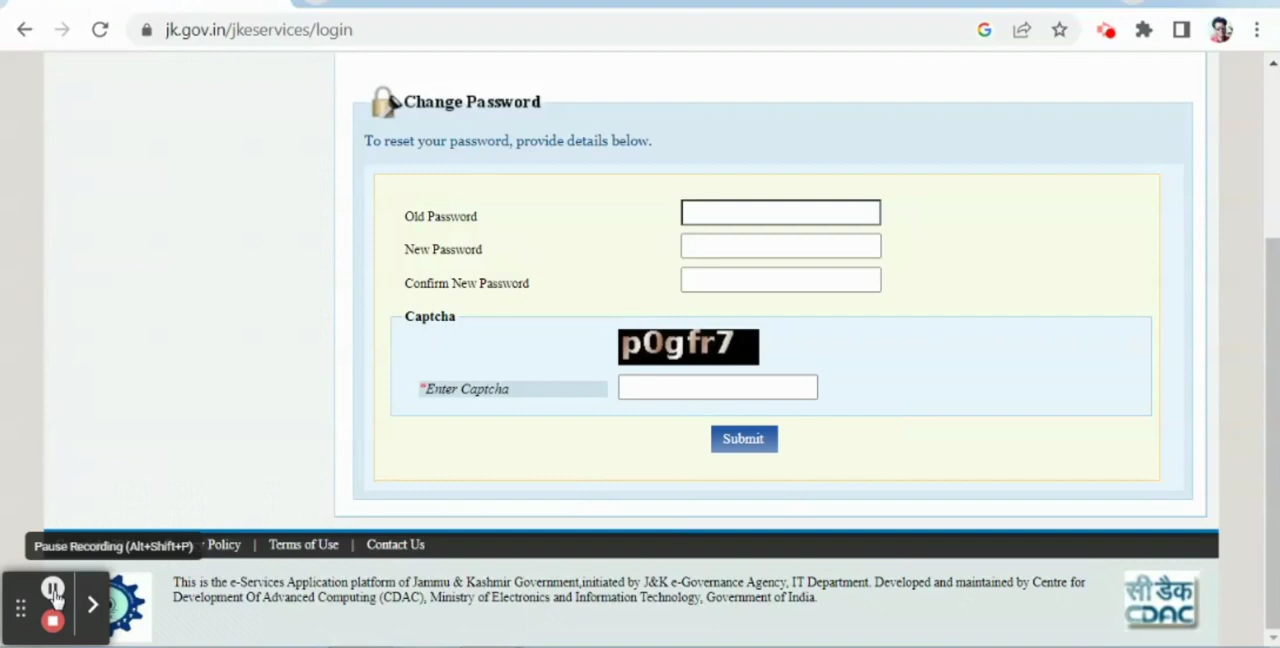 jk.gov.in/jkeservices/login
Change Password
To reset your password, provide details below.
Old Password
New Password
Confirm New Password
Captcha
p0gfr7
*Enter Captcha
Submit
Pause Recording (Alt+Shift+P)
Policy | Terms of Use | Contact Us
This is the e-Services Application platform of Jammu & Kashmir Government,initiated by J&K e-Governance Agency, IT Department. Developed and maintained by Centre for
Development Of Advanced Computing (CDAC), Ministry of Electronics and Information Technology, Government of India.
सी डैक
CDAC